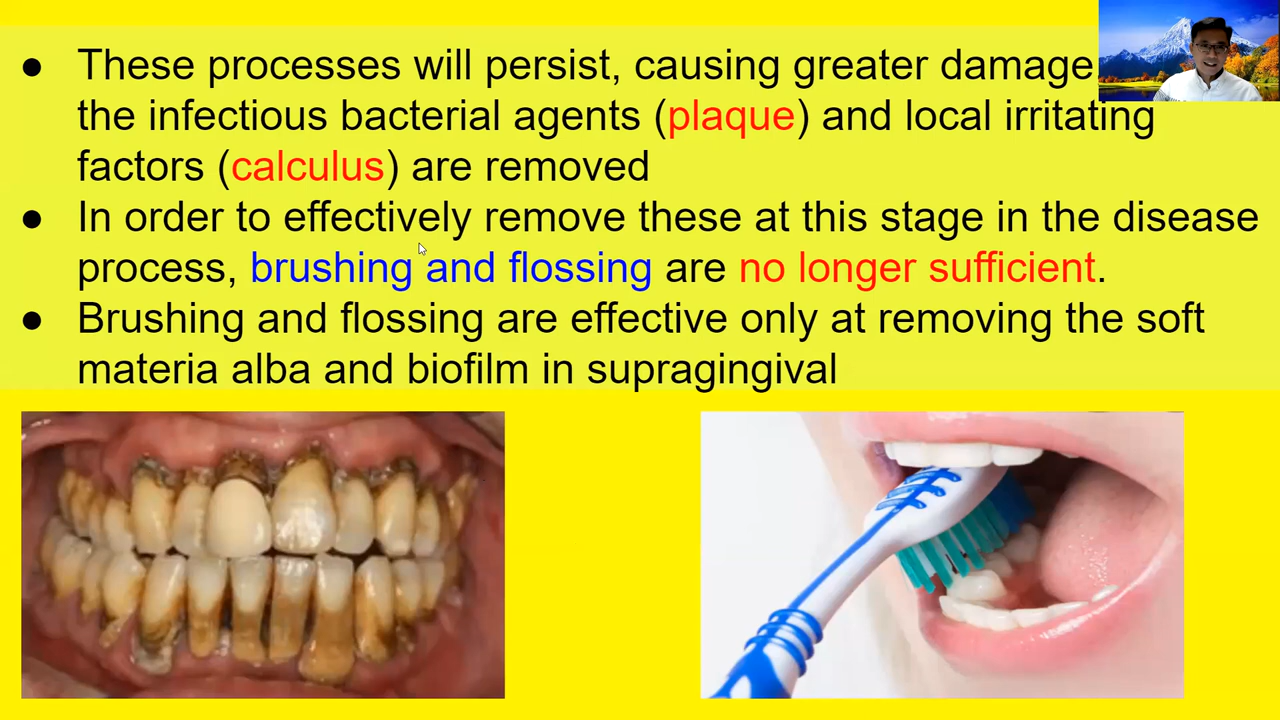 ● These processes will persist, causing greater damage
the infectious bacterial agents (plaque) and local irritating
factors (calculus) are removed
● In order to effectively remove these at this stage in the disease
process, brushing and flossing are no longer sufficient.
● Brushing and flossing are effective only at removing the soft
materia alba and biofilm in supragingival